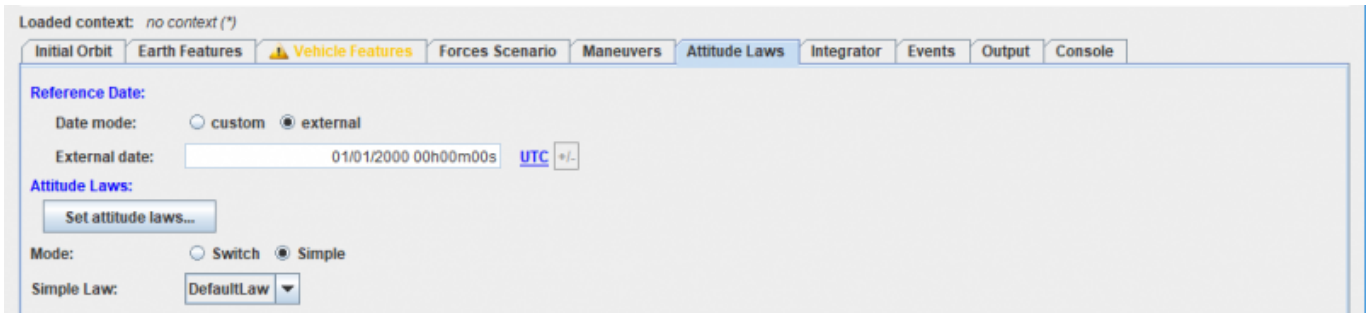 Loaded context: no context (*)
Initial Orbit Earth Features Vehicle Features Forces Scenario Maneuvers Attitude Laws Integrator Events Output Console
Reference Date:
Date mode: custom external
External date: 01/01/2000 00h00m00s UTC +/-
Attitude Laws:
Set attitude laws...
Mode: Switch Simple
Simple Law: DefaultLaw